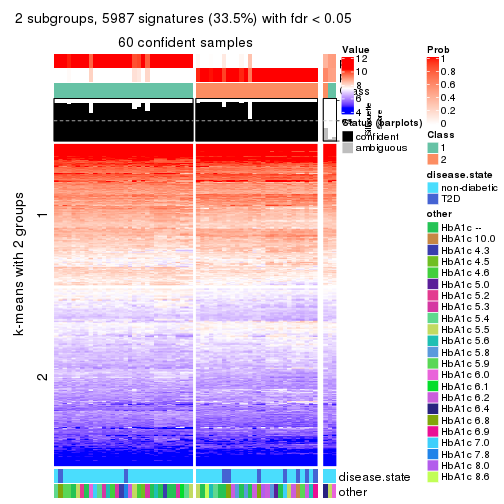 2 subgroups, 5987 signatures (33.5%) with fdr < 0.05
60 confident samples
k-means with 2 groups
1
2
Value
12
10
8
6
4
Status (barplots)
confident
ambiguous
Silhouette
score
disease.state
other
Prob
1
0.8
0.6
0.4
0.2
0
Class
1
2
disease.state
non-diabetic
T2D
other
HbA1c --
HbA1c 10.0
HbA1c 4.3
HbA1c 4.5
HbA1c 4.6
HbA1c 5.0
HbA1c 5.2
HbA1c 5.3
HbA1c 5.4
HbA1c 5.5
HbA1c 5.6
HbA1c 5.8
HbA1c 5.9
HbA1c 6.0
HbA1c 6.1
HbA1c 6.2
HbA1c 6.4
HbA1c 6.8
HbA1c 6.9
HbA1c 7.0
HbA1c 7.8
HbA1c 8.0
HbA1c 8.6